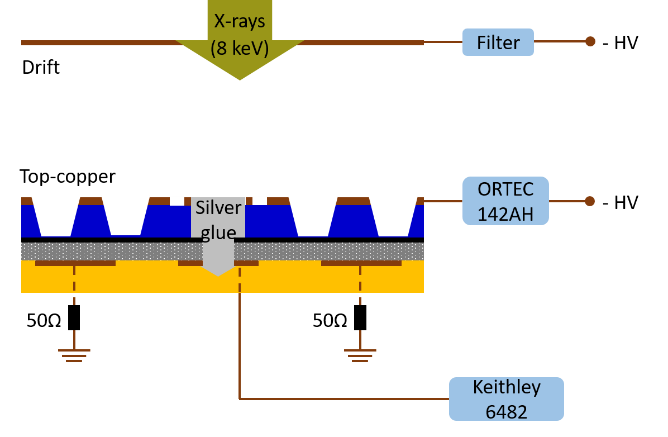 X-rays
(8 keV)
Filter
- HV
Drift
Top-copper
ORTEC
142AH
- HV
Silver
glue
50Ω
50Ω
Keithley
6482